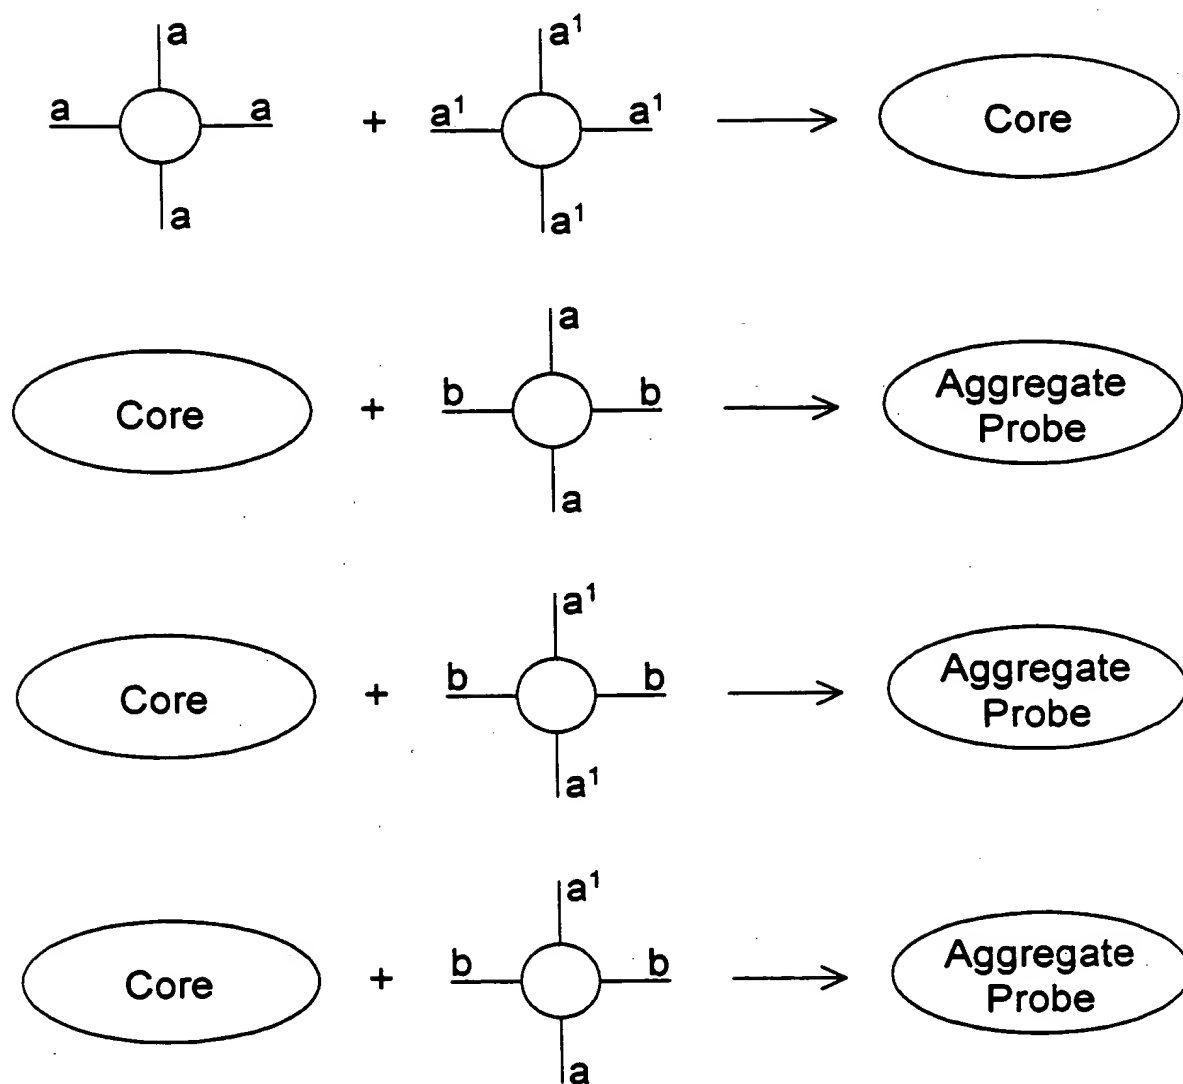 a a¹
a a + a¹ a¹ Core
a a¹
a
Core + b b Aggregate
Probe
a
a¹
Core + b b Aggregate
Probe
a¹
a¹
Core + b b Aggregate
Probe
a